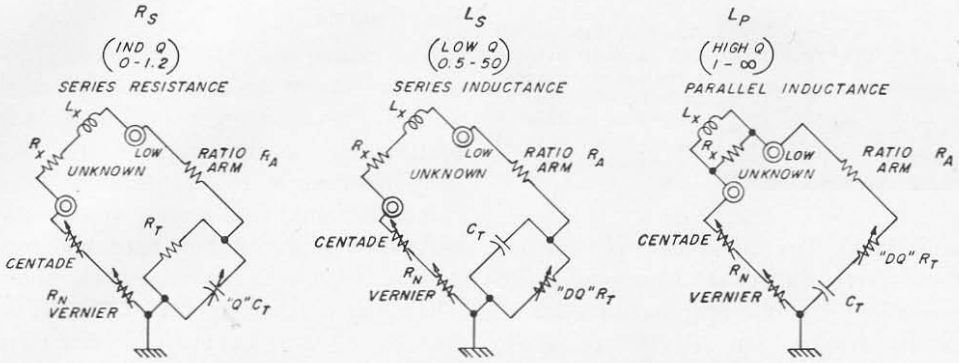 R_S
(IND Q
0-1.2)
SERIES RESISTANCE
L_X
R_X
LOW
UNKNOWN
RATIO R_A
ARM
R_T
CENTADE
R_N
VERNIER
"Q" C_T
L_S
(LOW Q
0.5-50)
SERIES INDUCTANCE
L_X
R_X
LOW
UNKNOWN
RATIO R_A
ARM
C_T
CENTADE
R_N
VERNIER
"DQ" R_T
L_P
(HIGH Q
1-∞)
PARALLEL INDUCTANCE
L_X
R_X
LOW
UNKNOWN
RATIO R_A
ARM
CENTADE
R_N
VERNIER
"DQ" R_T
C_T